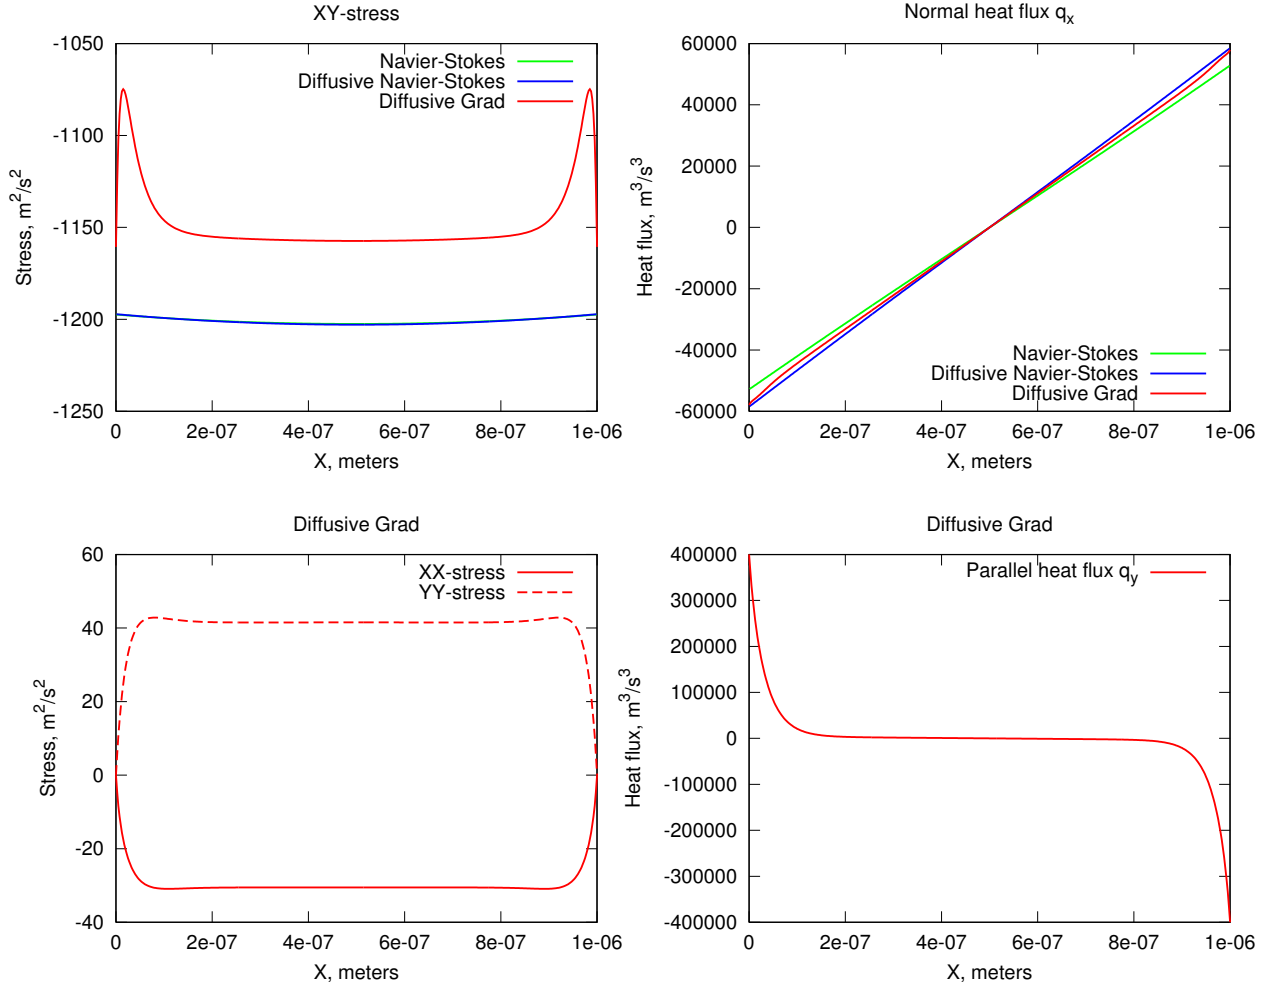 XY-stress
-1050
-1100
-1150
-1200
-1250
Stress, m²/s²
Navier-Stokes
Diffusive Navier-Stokes
Diffusive Grad
0 2e-07 4e-07 6e-07 8e-07 1e-06
X, meters
Normal heat flux qₓ
60000
40000
20000
0
-20000
-40000
-60000
Heat flux, m³/s³
Navier-Stokes
Diffusive Navier-Stokes
Diffusive Grad
0 2e-07 4e-07 6e-07 8e-07 1e-06
X, meters
Diffusive Grad
60
40
20
0
-20
-40
Stress, m²/s²
XX-stress
YY-stress
0 2e-07 4e-07 6e-07 8e-07 1e-06
X, meters
Diffusive Grad
400000
300000
200000
100000
0
-100000
-200000
-300000
-400000
Heat flux, m³/s³
Parallel heat flux q_y
0 2e-07 4e-07 6e-07 8e-07 1e-06
X, meters